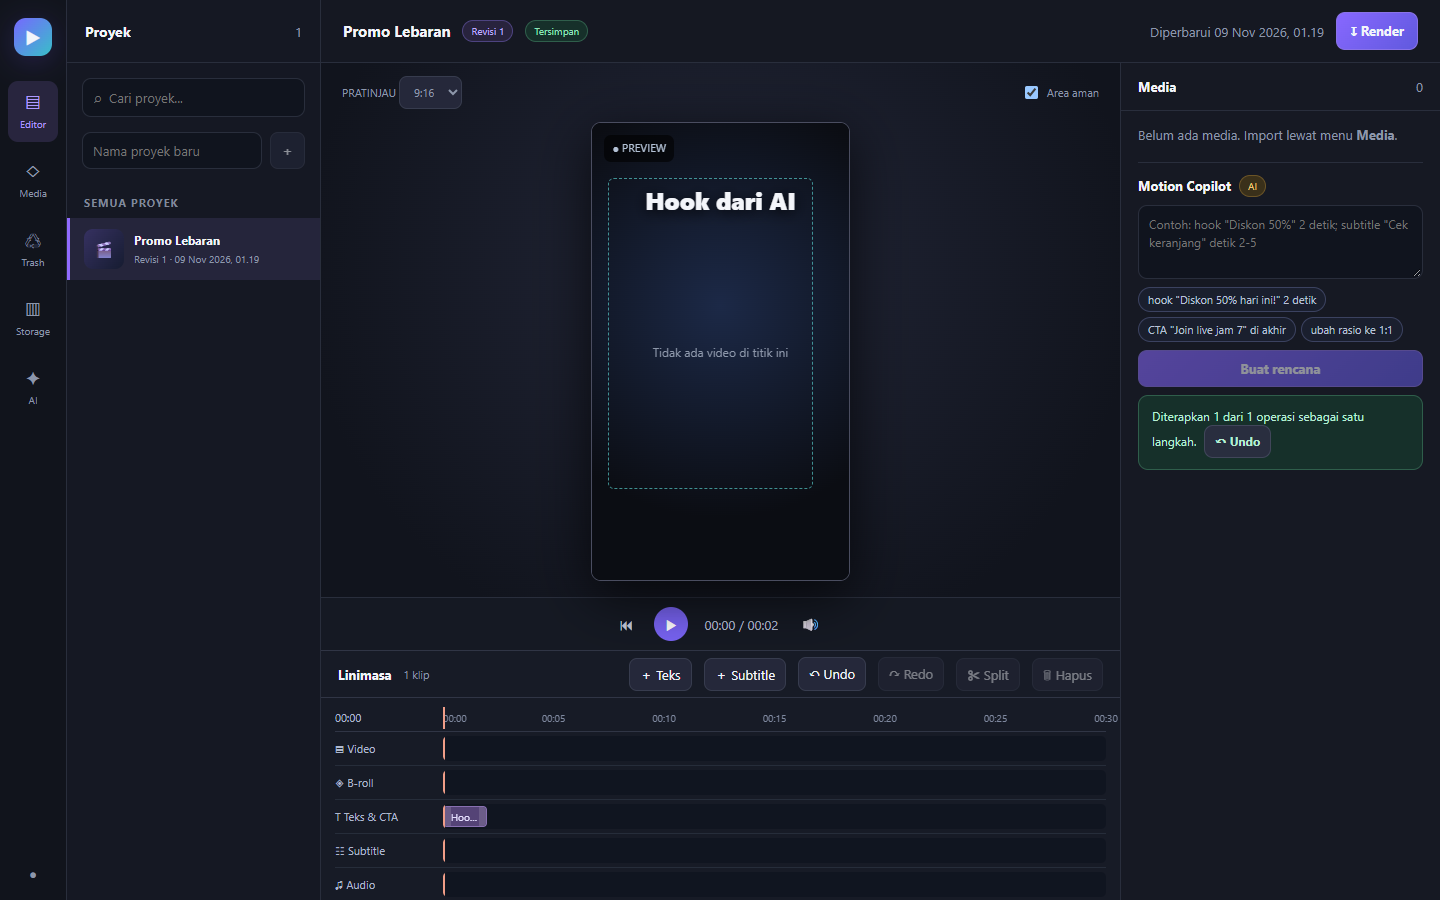 Editor
Media
Trash
Storage
AI
Proyek 1
Cari proyek...
Nama proyek baru
+
SEMUA PROYEK
Promo Lebaran
Revisi 1 · 09 Nov 2026, 01.19
Promo Lebaran Revisi 1 Tersimpan
Diperbarui 09 Nov 2026, 01.19 Render
PRATINJAU 9:16 Area aman
PREVIEW
Hook dari AI
Tidak ada video di titik ini
00:00 / 00:02
Linimasa 1 klip + Teks + Subtitle Undo Redo Split Hapus
00:00 00:00 00:05 00:10 00:15 00:20 00:25 00:30
Video
B-roll
T Teks & CTA Hoo...
Subtitle
Audio
Media 0
Belum ada media. Import lewat menu Media.
Motion Copilot AI
Contoh: hook "Diskon 50%" 2 detik; subtitle "Cek
keranjang" detik 2-5
hook "Diskon 50% hari ini!" 2 detik
CTA "Join live jam 7" di akhir ubah rasio ke 1:1
Buat rencana
Diterapkan 1 dari 1 operasi sebagai satu
langkah. Undo